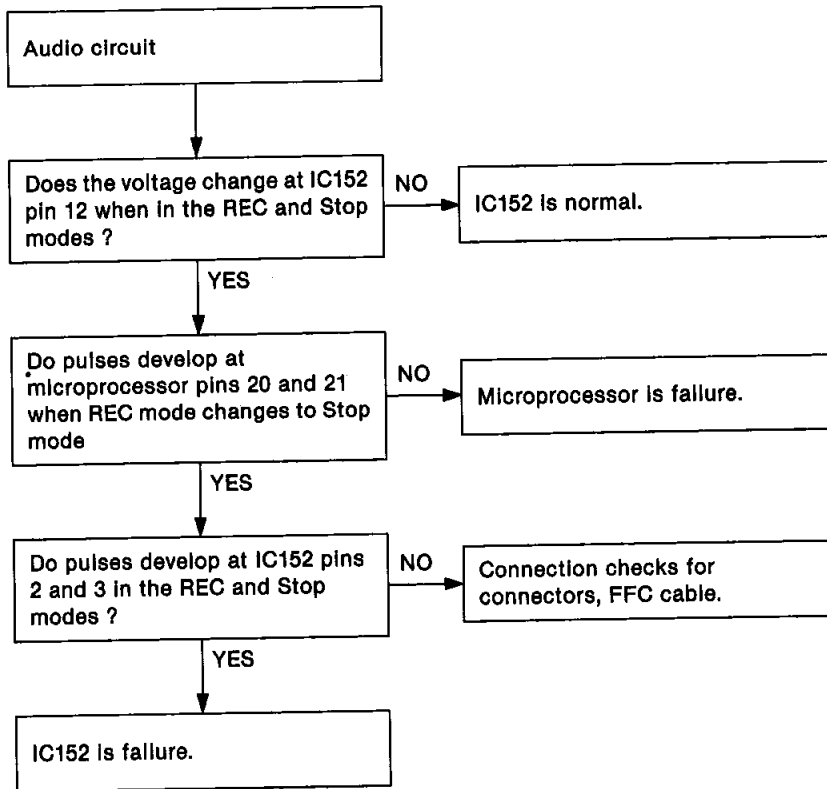 Audio circuit
Does the voltage change at IC152
pin 12 when in the REC and Stop
modes ?
NO
IC152 is normal.
YES
Do pulses develop at
microprocessor pins 20 and 21
when REC mode changes to Stop
mode
NO
Microprocessor is failure.
YES
Do pulses develop at IC152 pins
2 and 3 in the REC and Stop
modes ?
NO
Connection checks for
connectors, FFC cable.
YES
IC152 is failure.